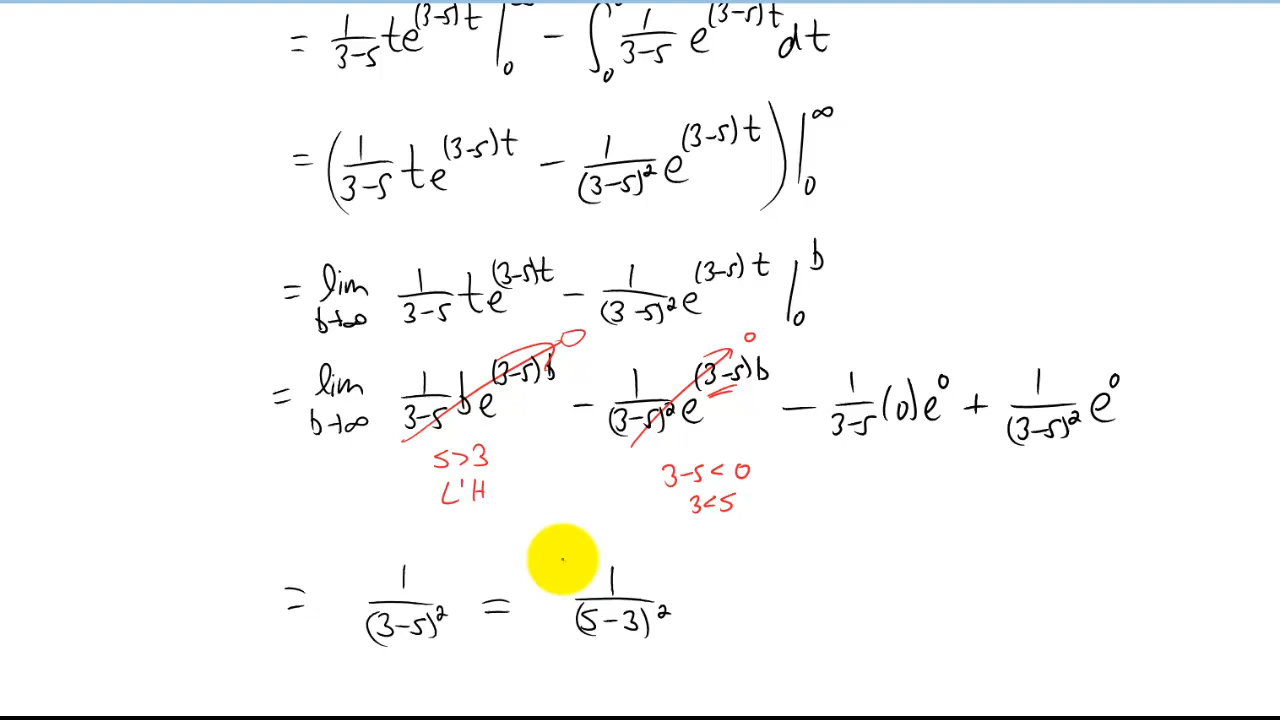 = 1/(3-s) te^((3-s)t) |_0^∞ - ∫_0 1/(3-s) e^((3-s)t) dt
= (1/(3-s) te^((3-s)t) - 1/(3-s)² e^((3-s)t)) |_0^∞
= lim b→∞ 1/(3-s) te^((3-s)t) - 1/(3-s)² e^((3-s)t) |_0^b
= lim b→∞ 1/(3-s) be^((3-s)b) 0 - 1/(3-s)² e^((3-s)b) 0 - 1/(3-s) (0)e^0 + 1/(3-s)² e^0
s>3 3-s<0
L'H 3<s
= 1/(3-s)² = 1/(s-3)²